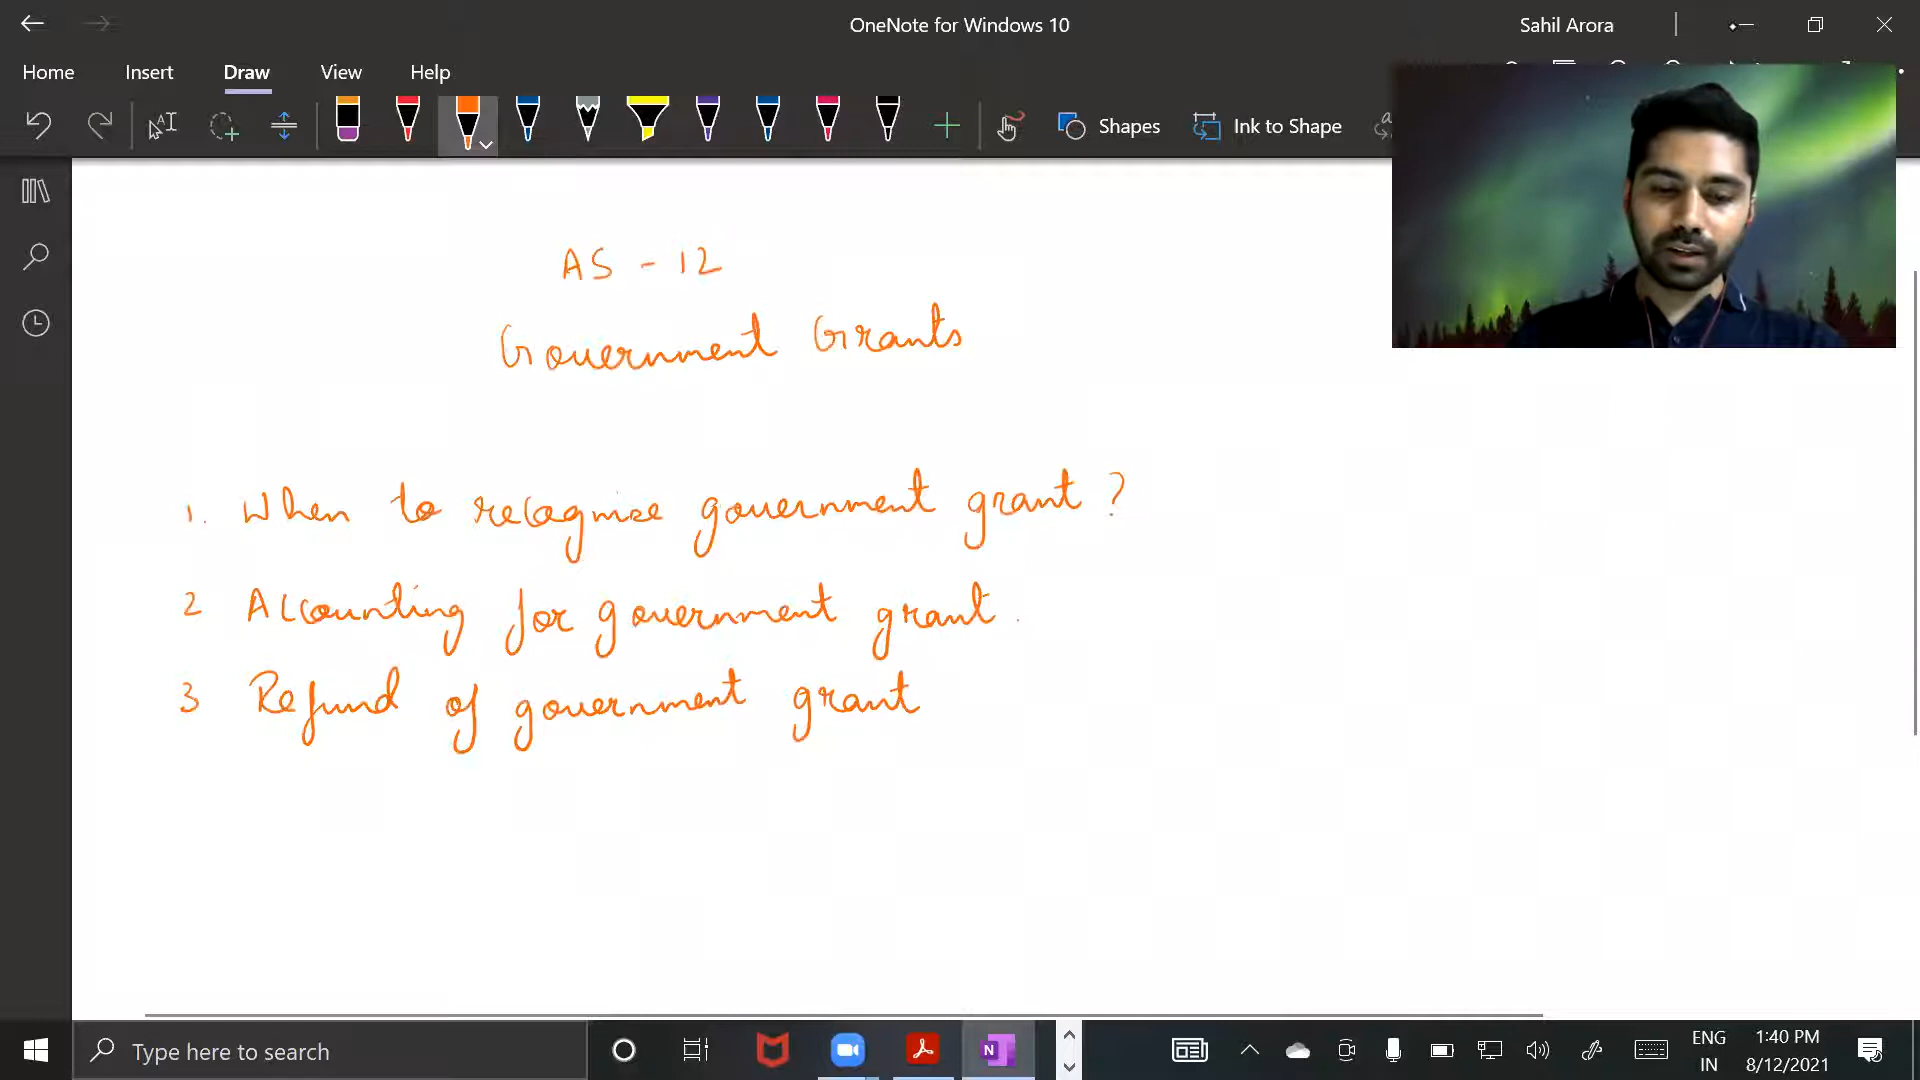 OneNote for Windows 10
Sahil Arora
Home Insert Draw View Help
Shapes Ink to Shape
AS - 12
Government Grants
1. When to recognise government grant ?
2 Accounting for government grant.
3 Refund of government grant
Type here to search
ENG
IN
1:40 PM
8/12/2021